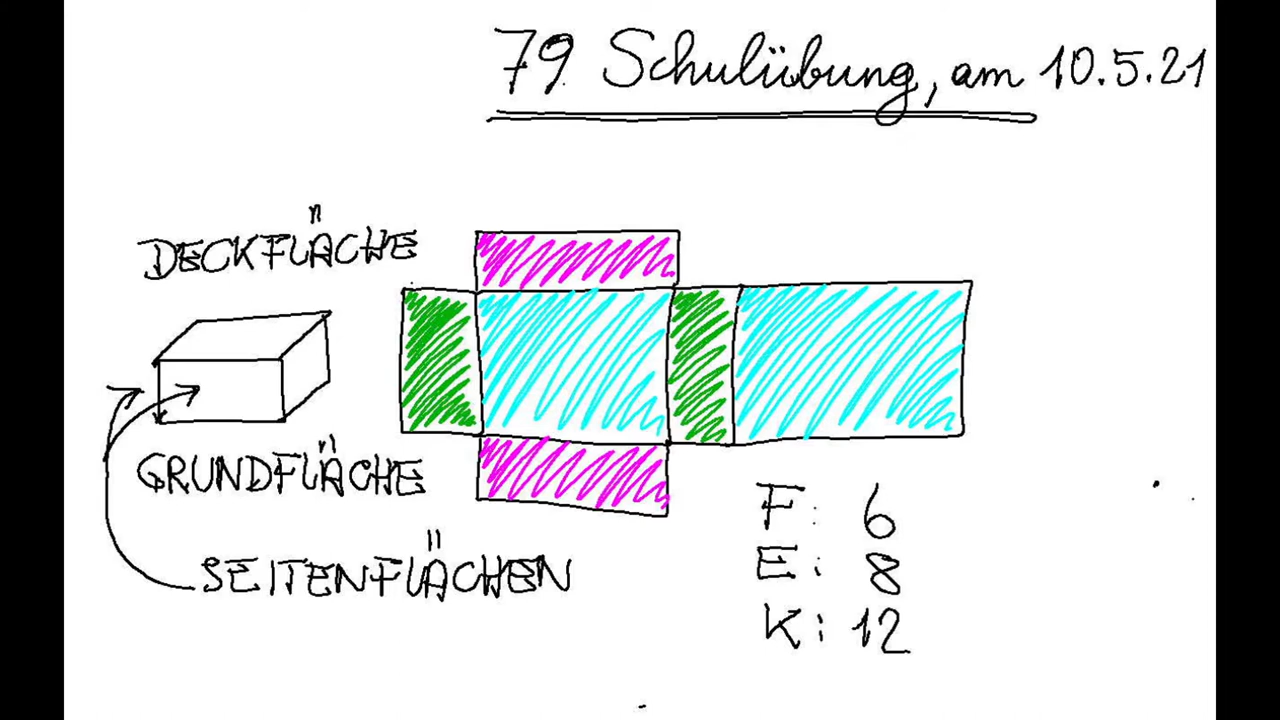 79. Schulübung, am 10.5.21
DECKFLÄCHE
GRUNDFLÄCHE
SEITENFLÄCHEN
F: 6
E: 8
K: 12